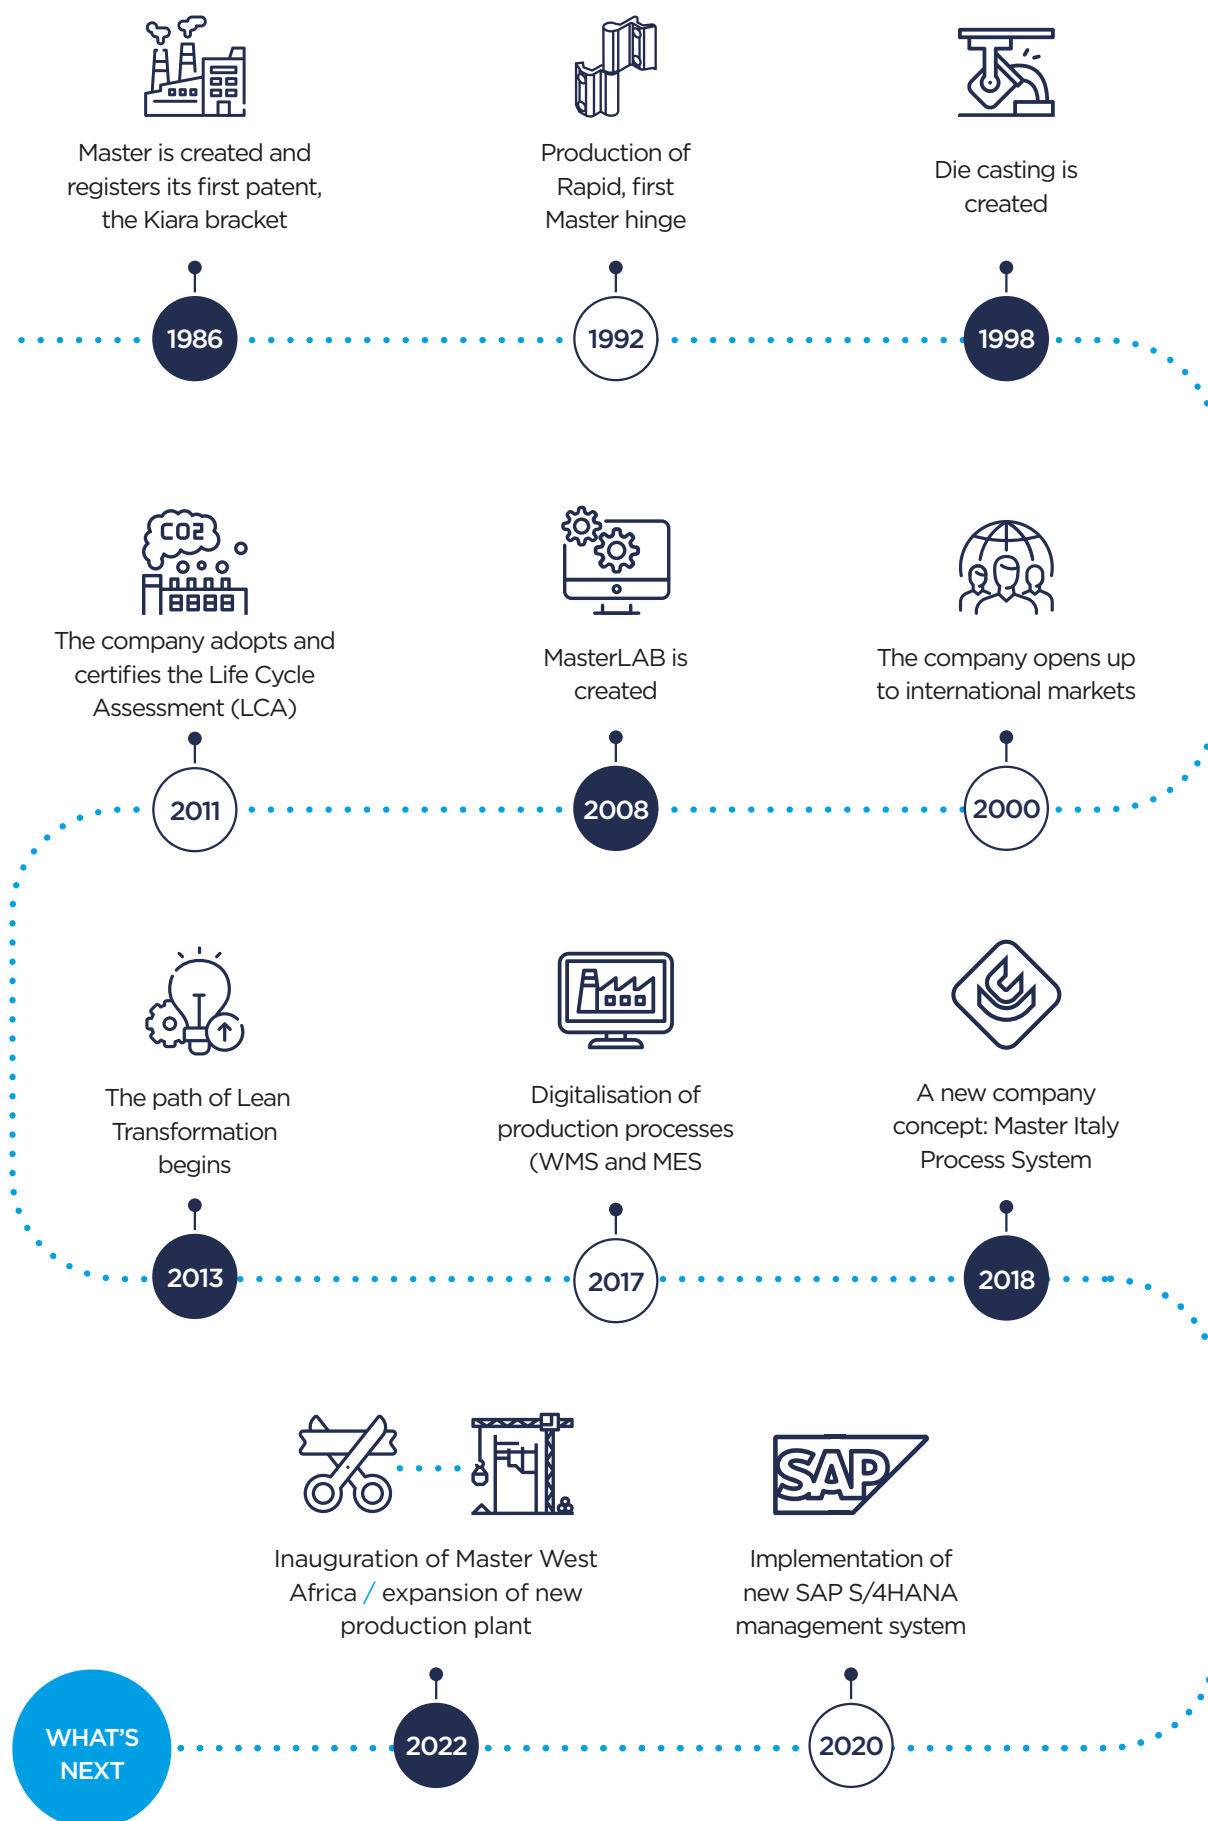 Master is created and
registers its first patent,
the Kiara bracket
1986
Production of
Rapid, first
Master hinge
1992
Die casting is
created
1998
The company opens up
to international markets
2000
MasterLAB is
created
2008
CO2
The company adopts and
certifies the Life Cycle
Assessment (LCA)
2011
The path of Lean
Transformation
begins
2013
Digitalisation of
production processes
(WMS and MES
2017
A new company
concept: Master Italy
Process System
2018
SAP
Implementation of
new SAP S/4HANA
management system
2020
Inauguration of Master West
Africa / expansion of new
production plant
2022
WHAT'S
NEXT